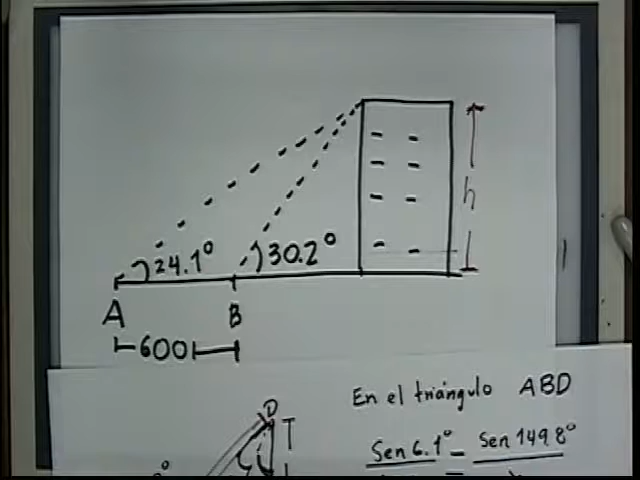 h
24.1° 30.2°
A B
600
En el triángulo ABD
D
Sen 6.1° = Sen 149.8°